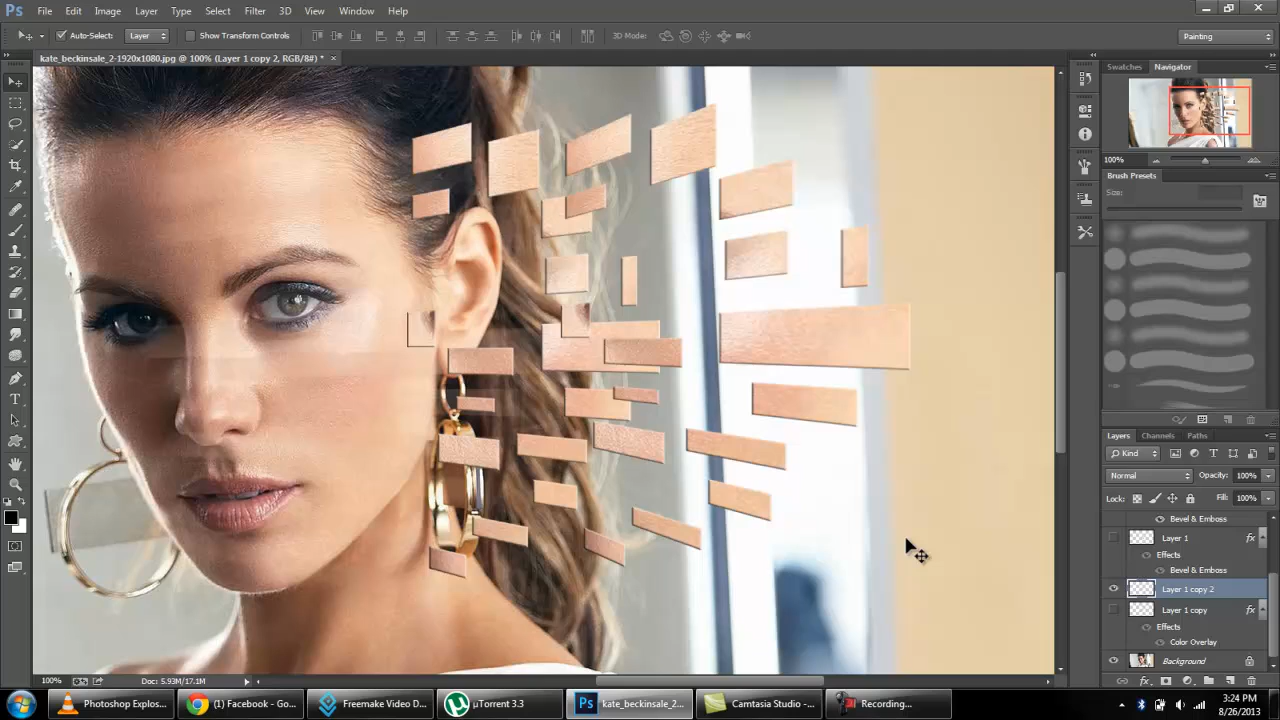 Ps File Edit Image Layer Type Select Filter 3D View Window Help
Auto-Select: Layer Show Transform Controls 3D Mode: Painting
kate_beckinsale_2-1920x1080.jpg @ 100% (Layer 1 copy 2, RGB/8#) * ×
Swatches Navigator
100%
Brush Presets
Size:
Layers Channels Paths
Kind
Normal Opacity: 100%
Lock: Fill: 100%
Bevel & Emboss
Layer 1 fx
Effects
Bevel & Emboss
Layer 1 copy 2
Layer 1 copy fx
Effects
Color Overlay
Background
100% Doc: 5.93M/17.1M
Photoshop Explos... (1) Facebook - Go... Freemake Video D... µTorrent 3.3 kate_beckinsale_2... Camtasia Studio -... Recording...
3:24 PM
8/26/2013